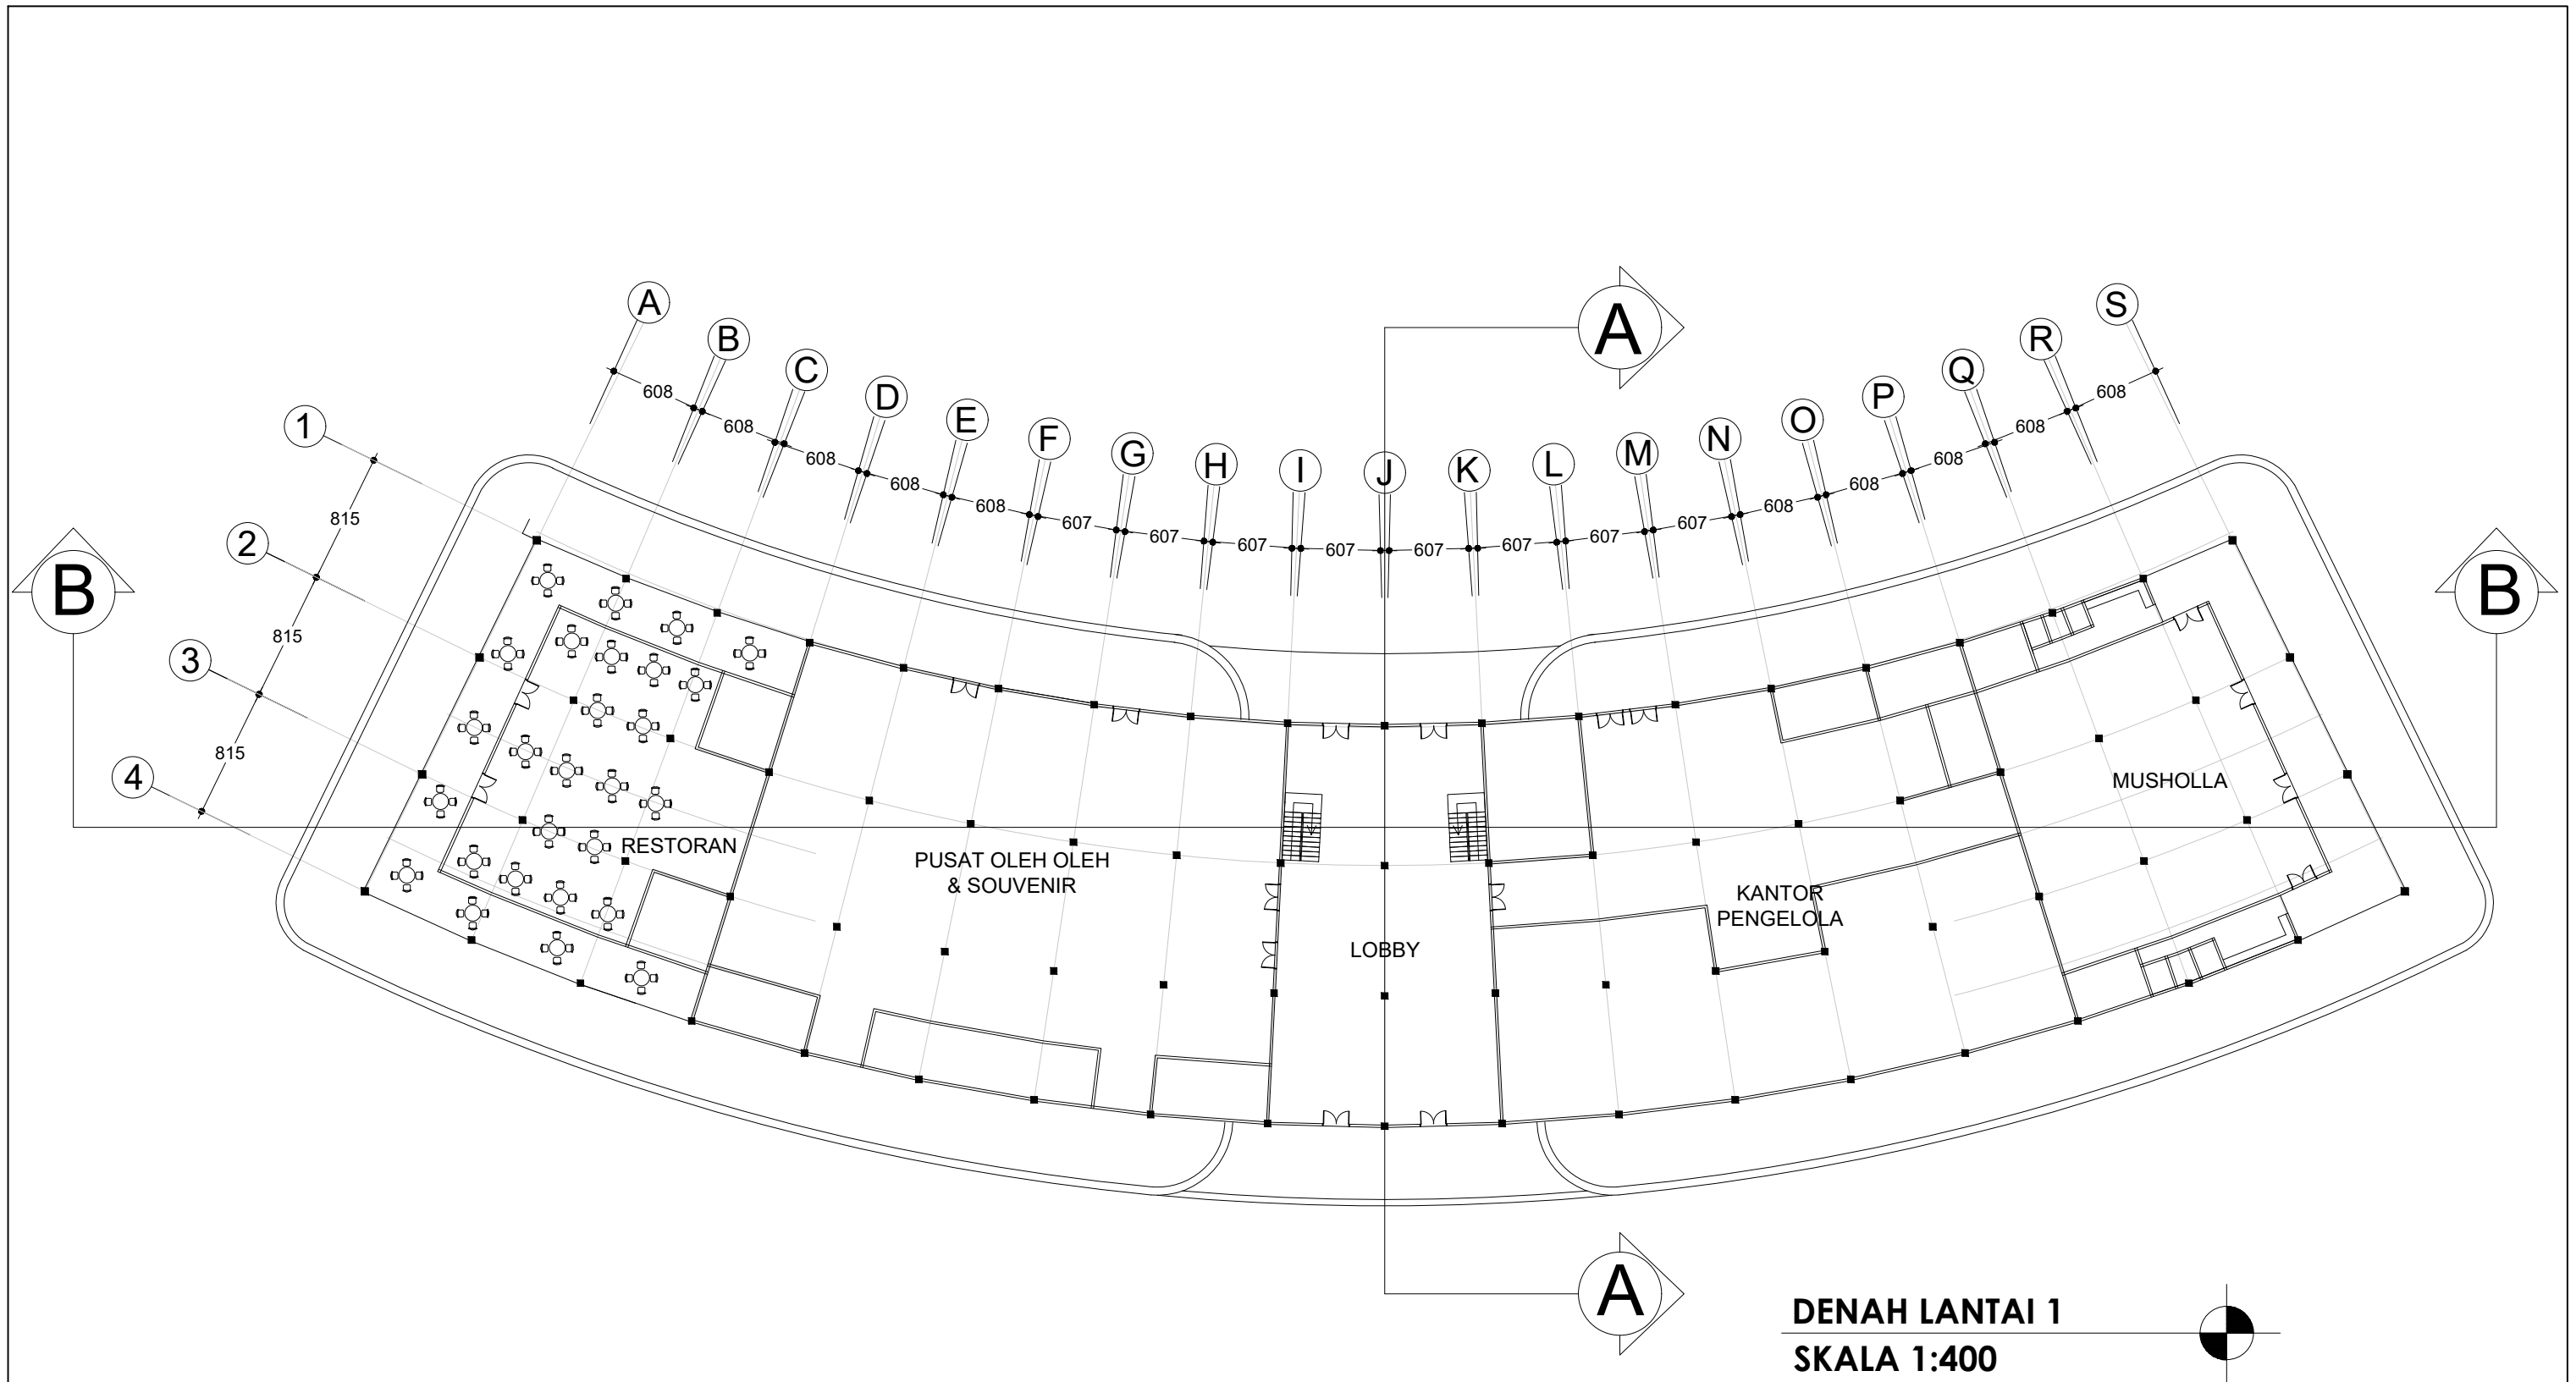 A
B
C
D
E
F
G
H
I
J
K
L
M
N
O
P
Q
R
S
608
608
608
608
608
607
607
607
607
607
607
607
607
608
608
608
608
608
1
2
3
4
815
815
815
A
A
B
B
RESTORAN
PUSAT OLEH OLEH
& SOUVENIR
LOBBY
KANTOR
PENGELOLA
MUSHOLLA
DENAH LANTAI 1
SKALA 1:400